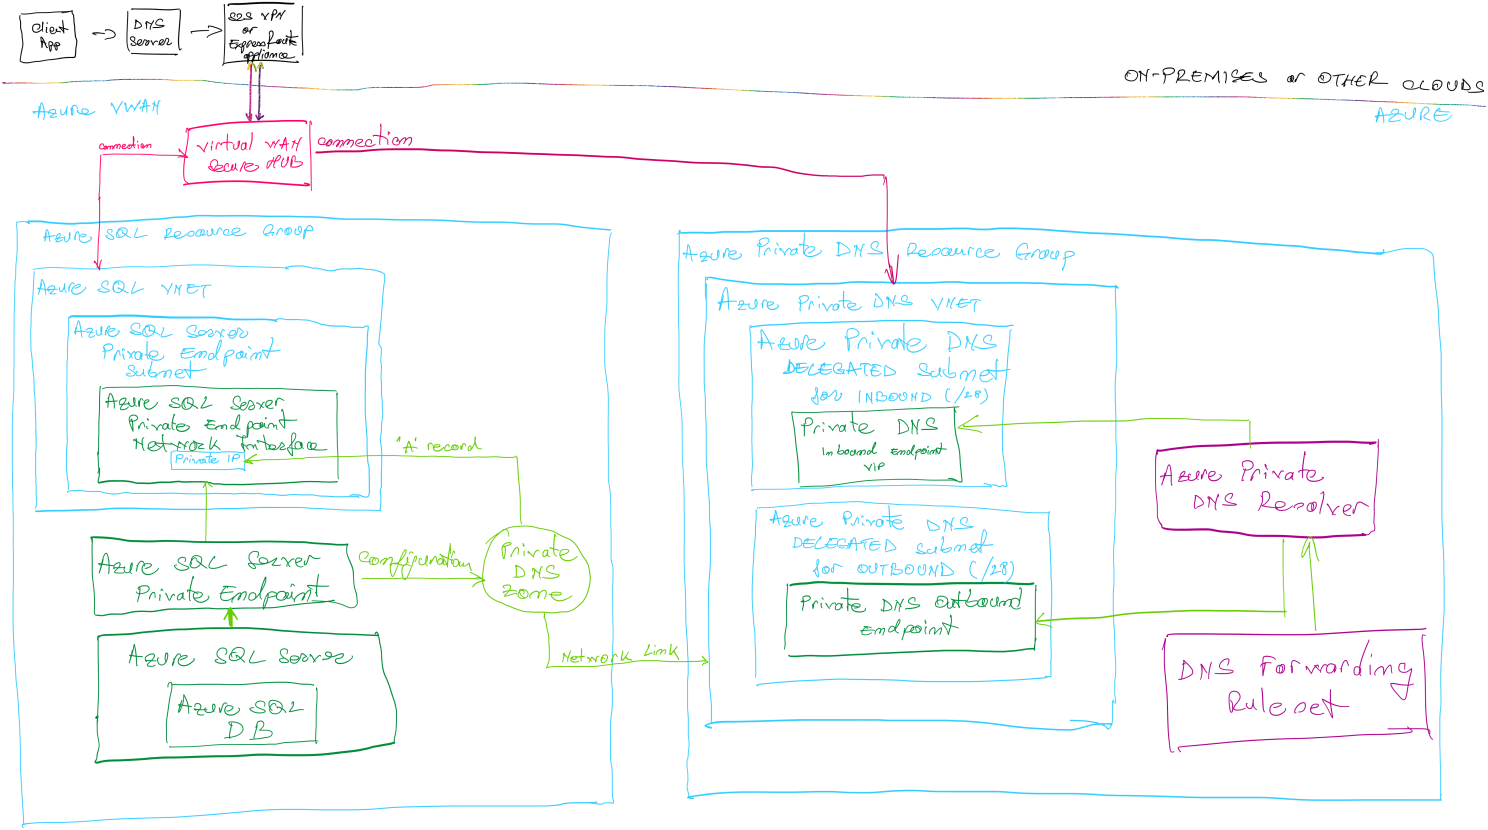 Client
App
DNS
Server
S2S VPN
or
ExpressRoute
appliance
ON-PREMISES or OTHER CLOUDS
Azure VWAN
AZURE
connection
Virtual WAN
Secure HUB
connection
Azure SQL Resource Group
Azure SQL VNET
Azure SQL Server
Private Endpoint
Subnet
Azure SQL Server
Private Endpoint
Network Interface
Private IP
'A' record
Azure SQL Server
Private Endpoint
Configuration
Private
DNS
zone
Network Link
Azure SQL Server
Azure SQL
DB
Azure Private DNS Resource Group
Azure Private DNS VNET
Azure Private DNS
DELEGATED Subnet
for INBOUND (/28)
Private DNS
Inbound Endpoint
VIP
Azure Private DNS
DELEGATED Subnet
for OUTBOUND (/28)
Private DNS Outbound
Endpoint
Azure Private
DNS Resolver
DNS Forwarding
Ruleset